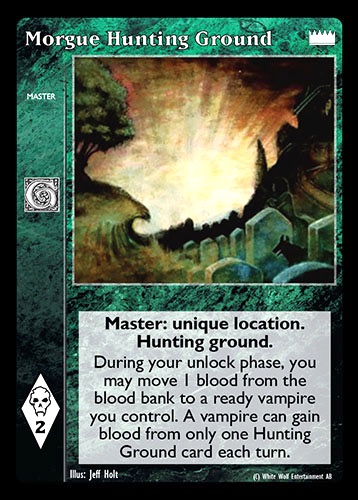 Morgue Hunting Ground
MASTER
Master: unique location.
Hunting ground.
During your unlock phase, you
may move 1 blood from the
blood bank to a ready vampire
you control. A vampire can gain
blood from only one Hunting
Ground card each turn.
2
Illus: Jeff Holt
(C) White Wolf Entertainment AB